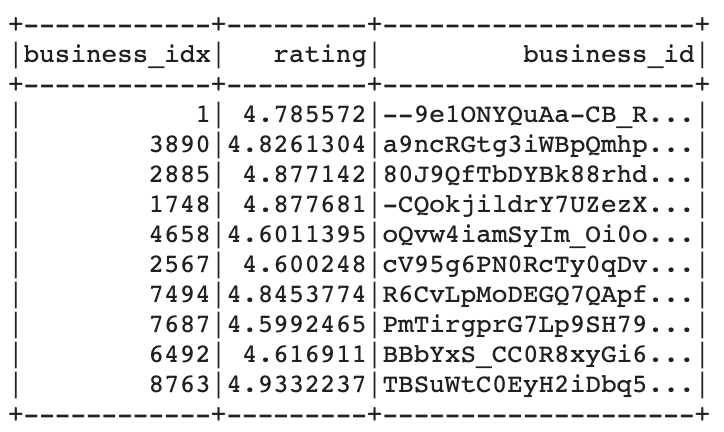 +------------+---------+--------------------+
|business_idx|   rating|         business_id|
+------------+---------+--------------------+
|           1| 4.785572|--9e1ONYQuAa-CB_R...|
|        3890|4.8261304|a9ncRGtg3iWBpQmhp...|
|        2885| 4.877142|80J9QfTbDYBk88rhd...|
|        1748| 4.877681|-CQokjildrY7UZezX...|
|        4658|4.6011395|oQvw4iamSyIm_Oi0o...|
|        2567| 4.600248|cV95g6PN0RcTy0qDv...|
|        7494|4.8453774|R6CvLpMoDEGQ7QApf...|
|        7687|4.5992465|PmTirgprG7Lp9SH79...|
|        6492| 4.616911|BBbYxS_CC0R8xyGi6...|
|        8763|4.9332237|TBSuWtC0EyH2iDbq5...|
+------------+---------+--------------------+